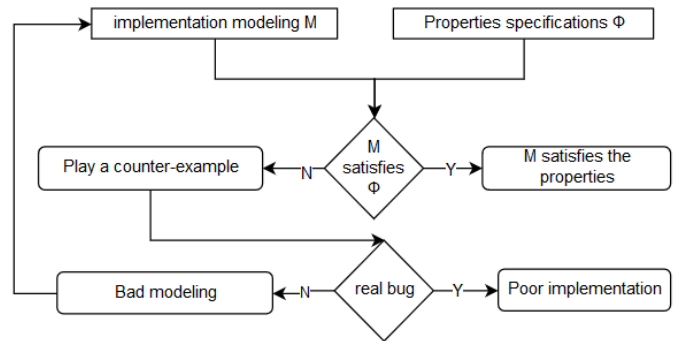 implementation modeling M
Properties specifications Φ
M
satisfies
Φ
N
Y
Play a counter-example
M satisfies the
properties
real bug
N
Y
Bad modeling
Poor implementation